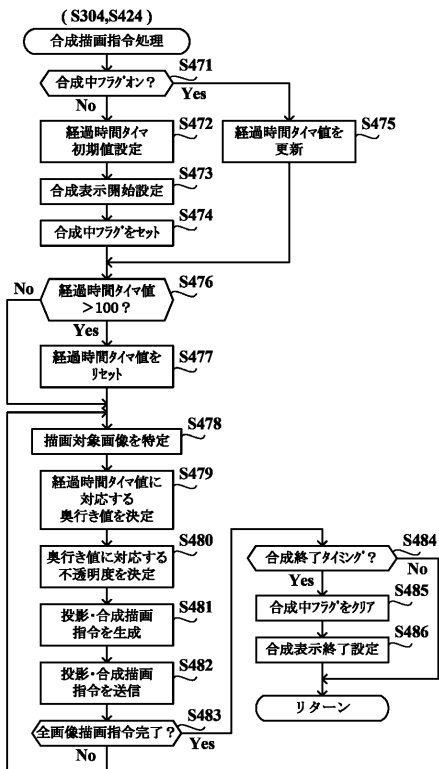 (S304,S424)
合成描画指令処理
S471
合成中フラグオン？
No
Yes
S472
経過時間タイマ
初期値設定
S475
経過時間タイマ値を
更新
S473
合成表示開始設定
S474
合成中フラグをセット
S476
経過時間タイマ値
＞100？
No
Yes
S477
経過時間タイマ値を
リセット
S478
描画対象画像を特定
S479
経過時間タイマ値に
対応する
奥行き値を決定
S480
奥行き値に対応する
不透明度を決定
S481
投影・合成描画
指令を生成
S482
投影・合成描画
指令を送信
S483
全画像描画指令完了？
Yes
No
S484
合成終了タイミング？
No
Yes
S485
合成中フラグをクリア
S486
合成表示終了設定
リターン